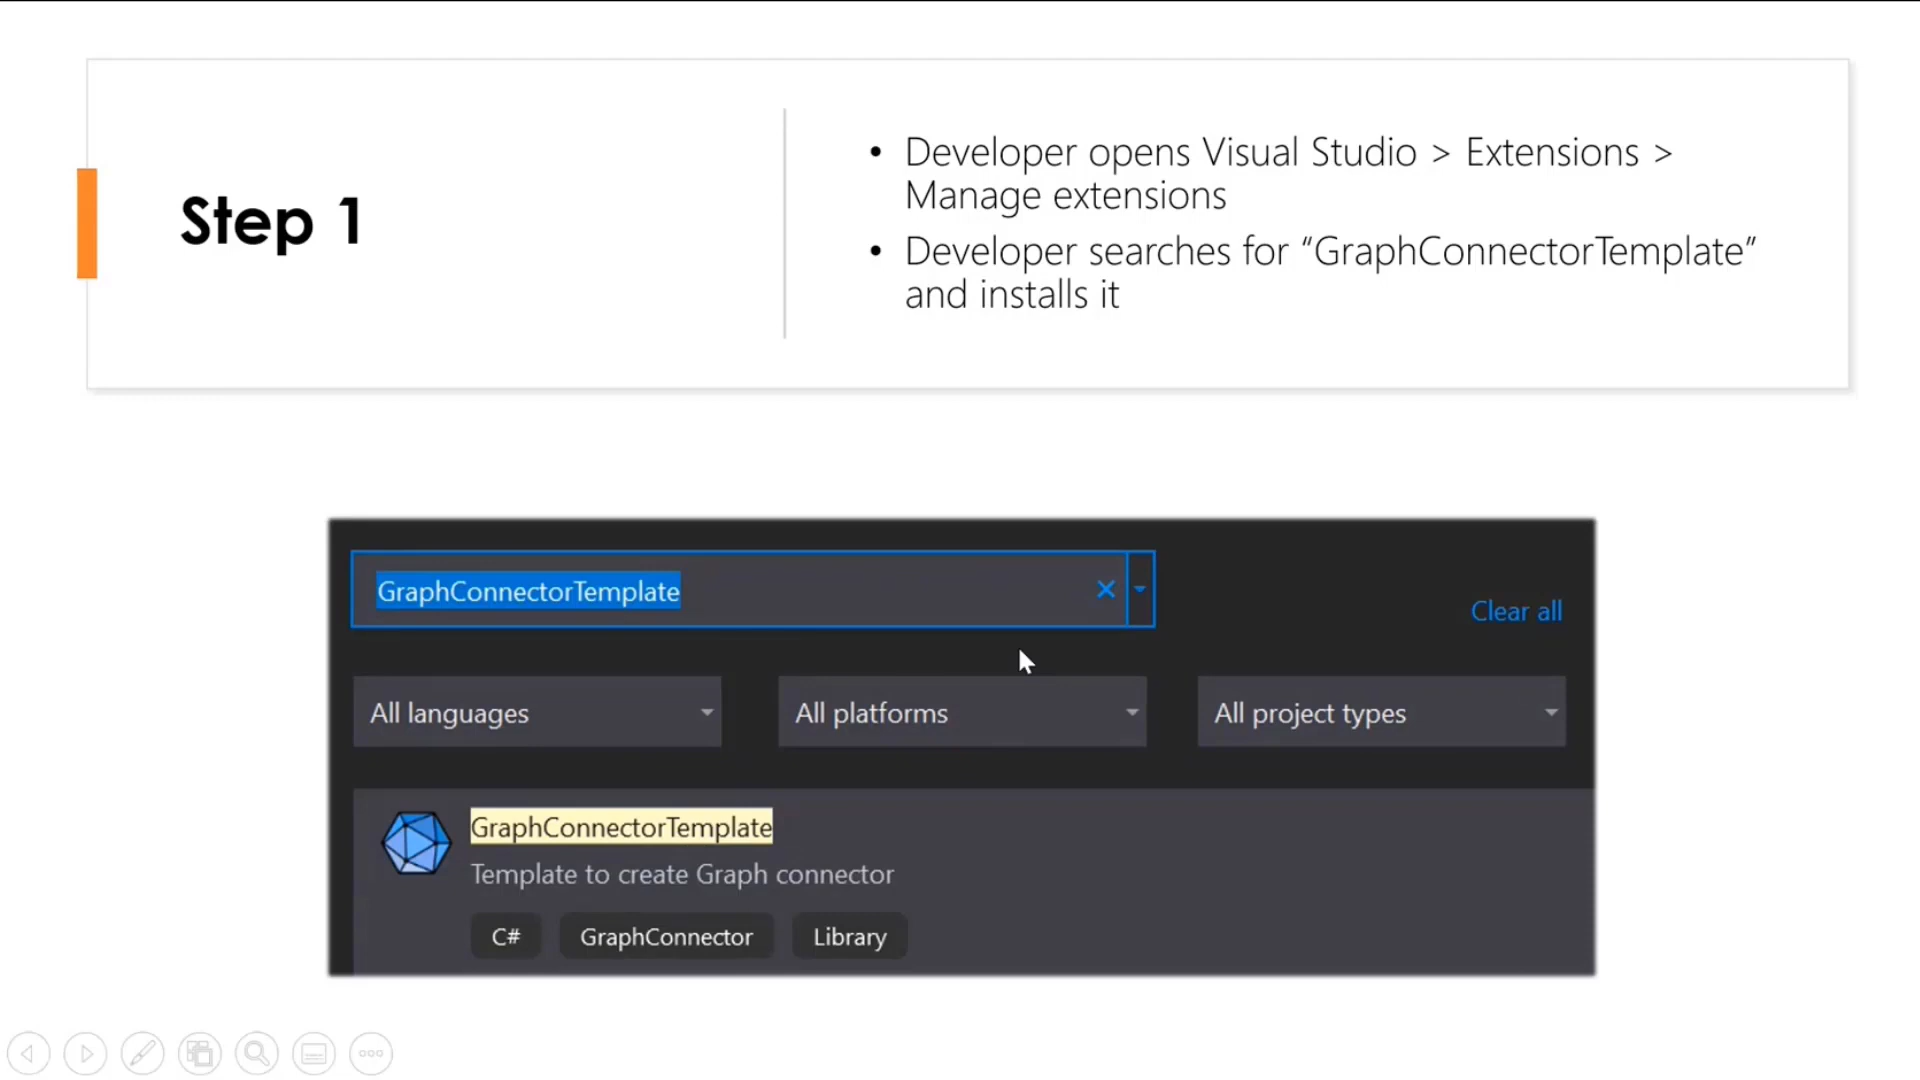 Step 1
• Developer opens Visual Studio > Extensions >
Manage extensions
• Developer searches for “GraphConnectorTemplate”
and installs it
GraphConnectorTemplate
Clear all
All languages
All platforms
All project types
GraphConnectorTemplate
Template to create Graph connector
C#
GraphConnector
Library